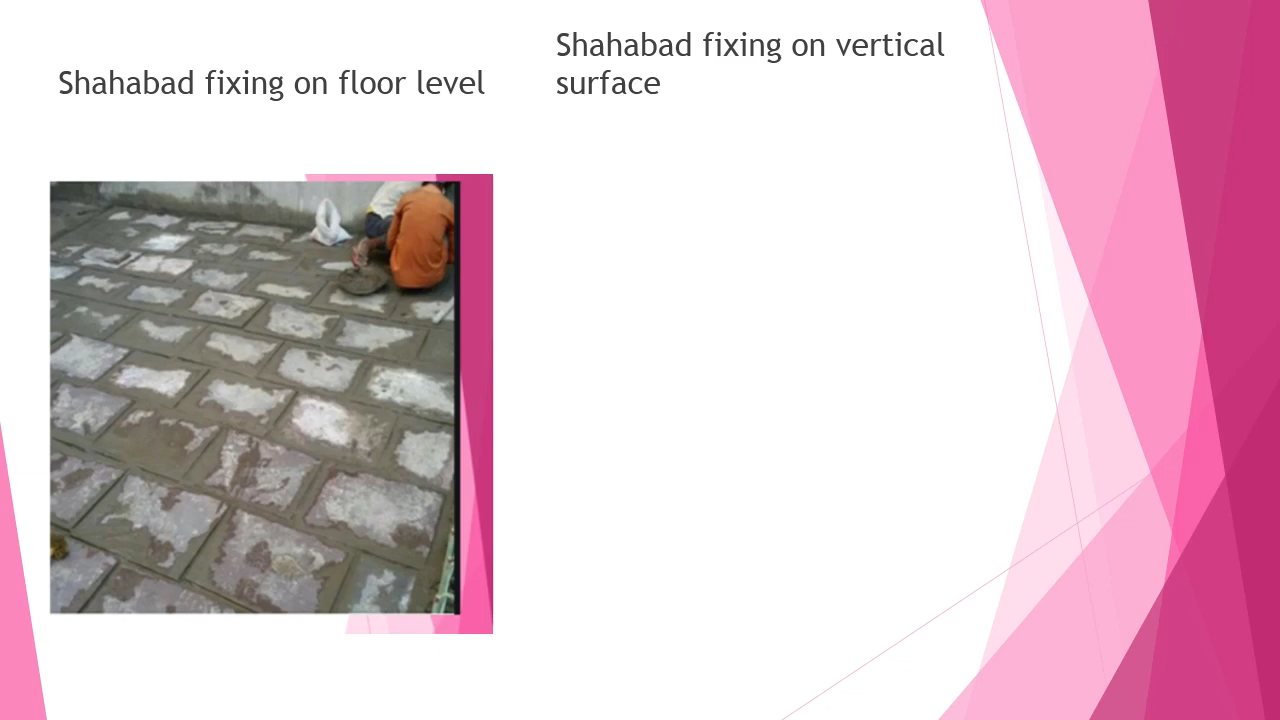 Shahabad fixing on floor level
Shahabad fixing on vertical
surface